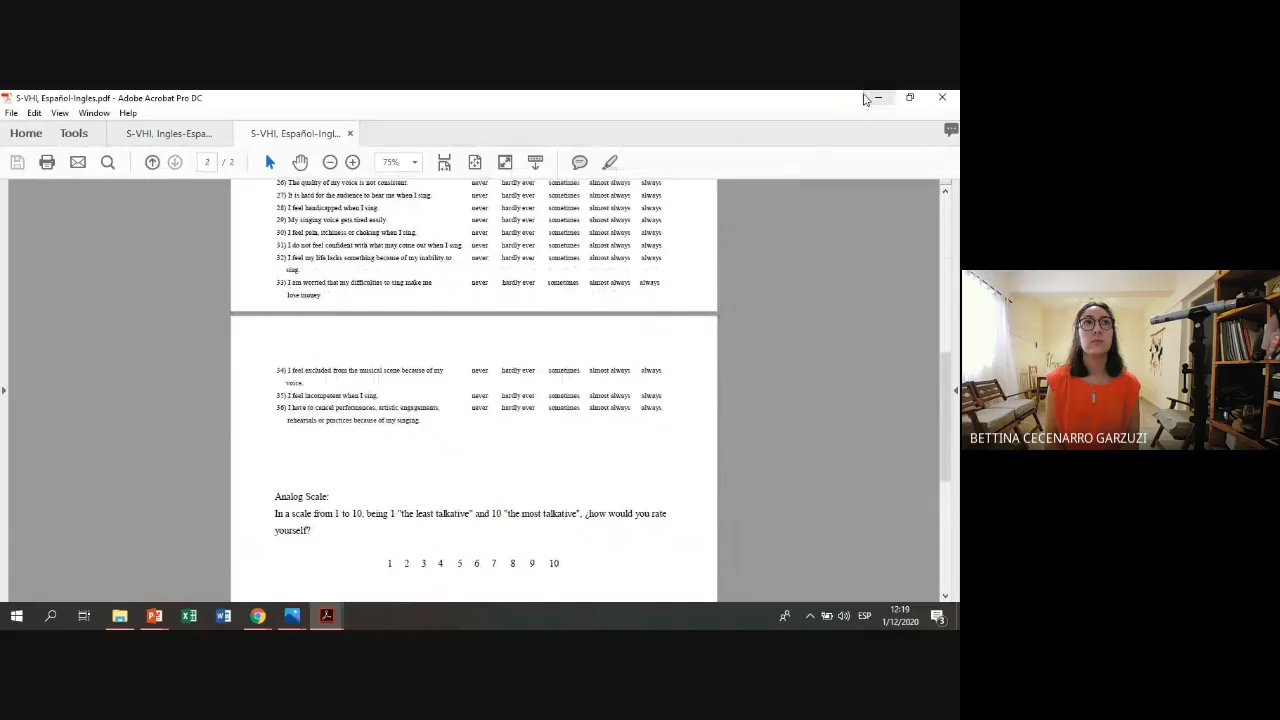 S-VHI, Español-Ingles.pdf - Adobe Acrobat Pro DC
File Edit View Window Help
Home Tools S-VHI, Ingles-Espa... S-VHI, Español-Ingl... ×
2 / 2 75%
26) The quality of my voice is not consistent. never hardly ever sometimes almost always always
27) It is hard for the audience to hear me when I sing. never hardly ever sometimes almost always always
28) I feel handicapped when I sing. never hardly ever sometimes almost always always
29) My singing voice gets tired easily. never hardly ever sometimes almost always always
30) I feel pain, itchiness or choking when I sing. never hardly ever sometimes almost always always
31) I do not feel confident with what may come out when I sing. never hardly ever sometimes almost always always
32) I feel my life lacks something because of my inability to never hardly ever sometimes almost always always
sing.
33) I am worried that my difficulties to sing make me never hardly ever sometimes almost always always
lose money
34) I feel excluded from the musical scene because of my never hardly ever sometimes almost always always
voice.
35) I feel incompetent when I sing. never hardly ever sometimes almost always always
36) I have to cancel performances, artistic engagements, never hardly ever sometimes almost always always
rehearsals or practices because of my singing.
Analog Scale:
In a scale from 1 to 10, being 1 "the least talkative" and 10 "the most talkative", ¿how would you rate
yourself?
1 2 3 4 5 6 7 8 9 10
BETTINA CECENARRO GARZUZI
ESP
12:19
1/12/2020
3